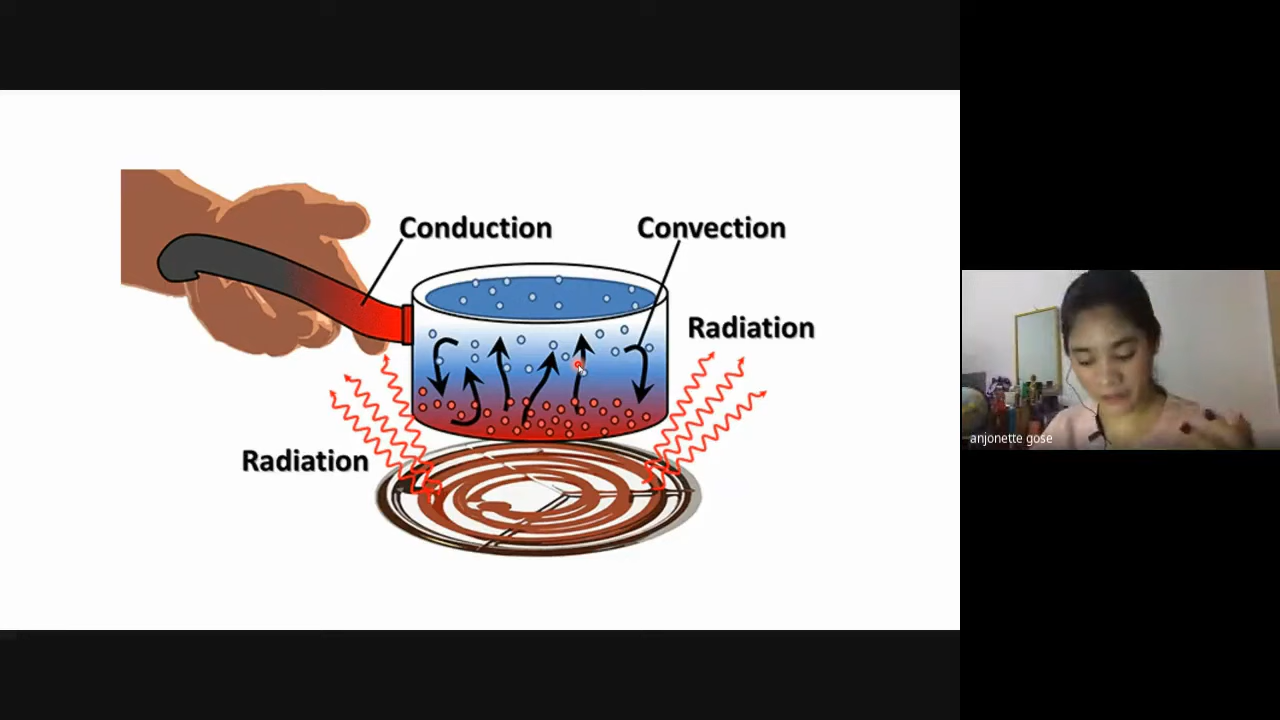 Conduction
Convection
Radiation
Radiation
anjonette gose